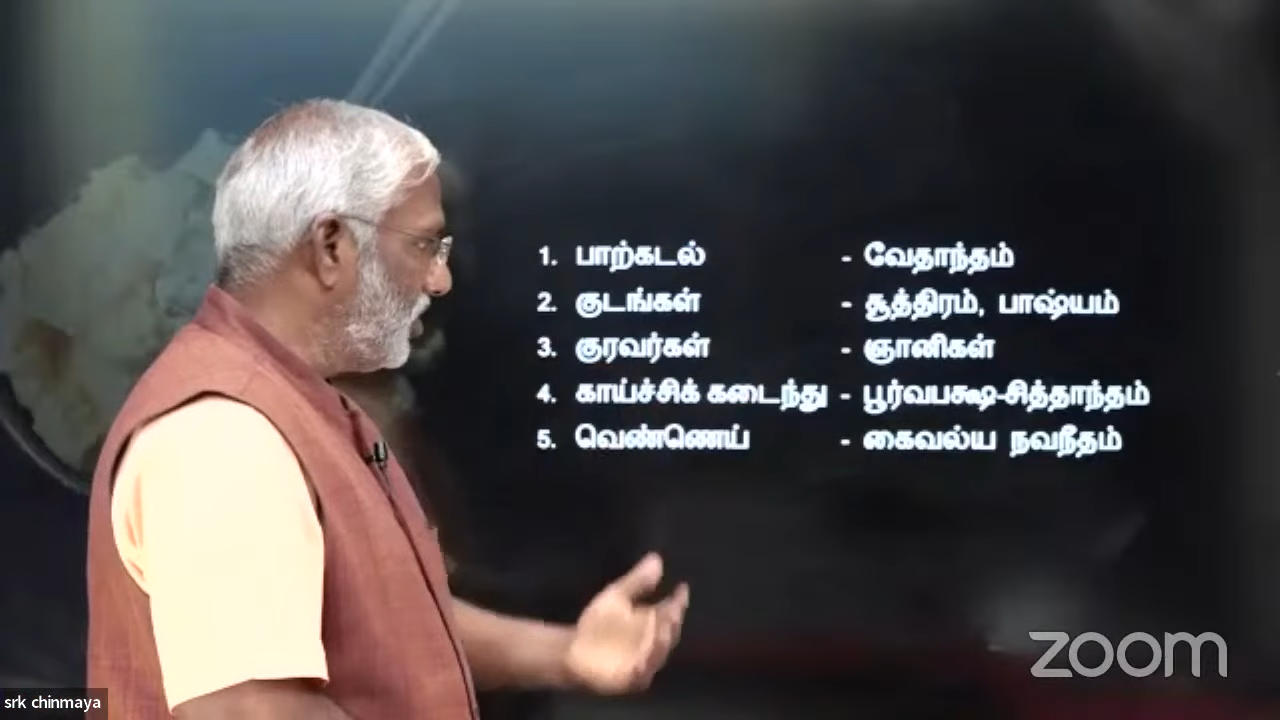 1. பாற்கடல் - வேதாந்தம்
2. குடங்கள் - சூத்திரம், பாஷ்யம்
3. குரவர்கள் - ஞானிகள்
4. காய்ச்சிக் கடைந்து - பூர்வபக்ஷ-சித்தாந்தம்
5. வெண்ணெய் - கைவல்ய நவநீதம்
zoom
srk chinmaya